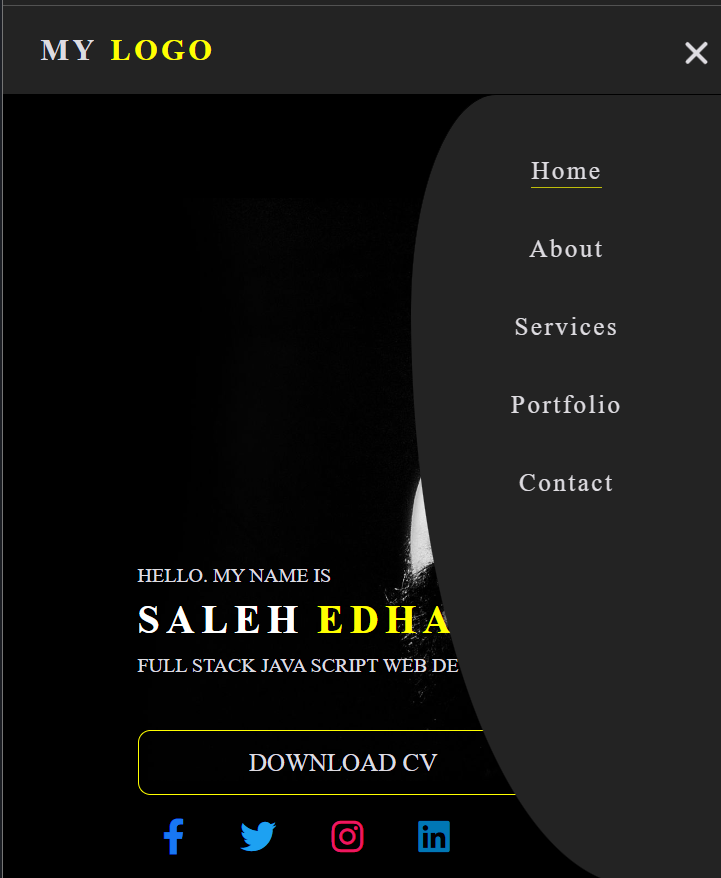 MY LOGO
Home
About
Services
Portfolio
Contact
HELLO. MY NAME IS
SALEH EDHA
FULL STACK JAVA SCRIPT WEB DE
DOWNLOAD CV